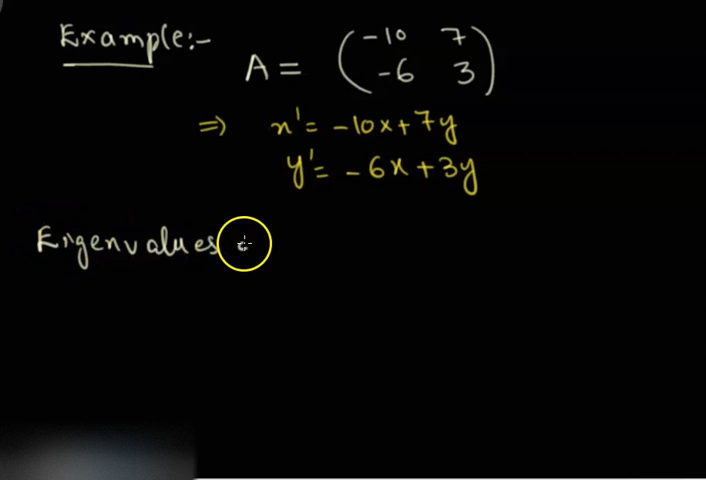 Example:-
A = ( -10 7
-6 3 )
⇒ x' = -10x + 7y
y' = -6x + 3y
Eigenvalues